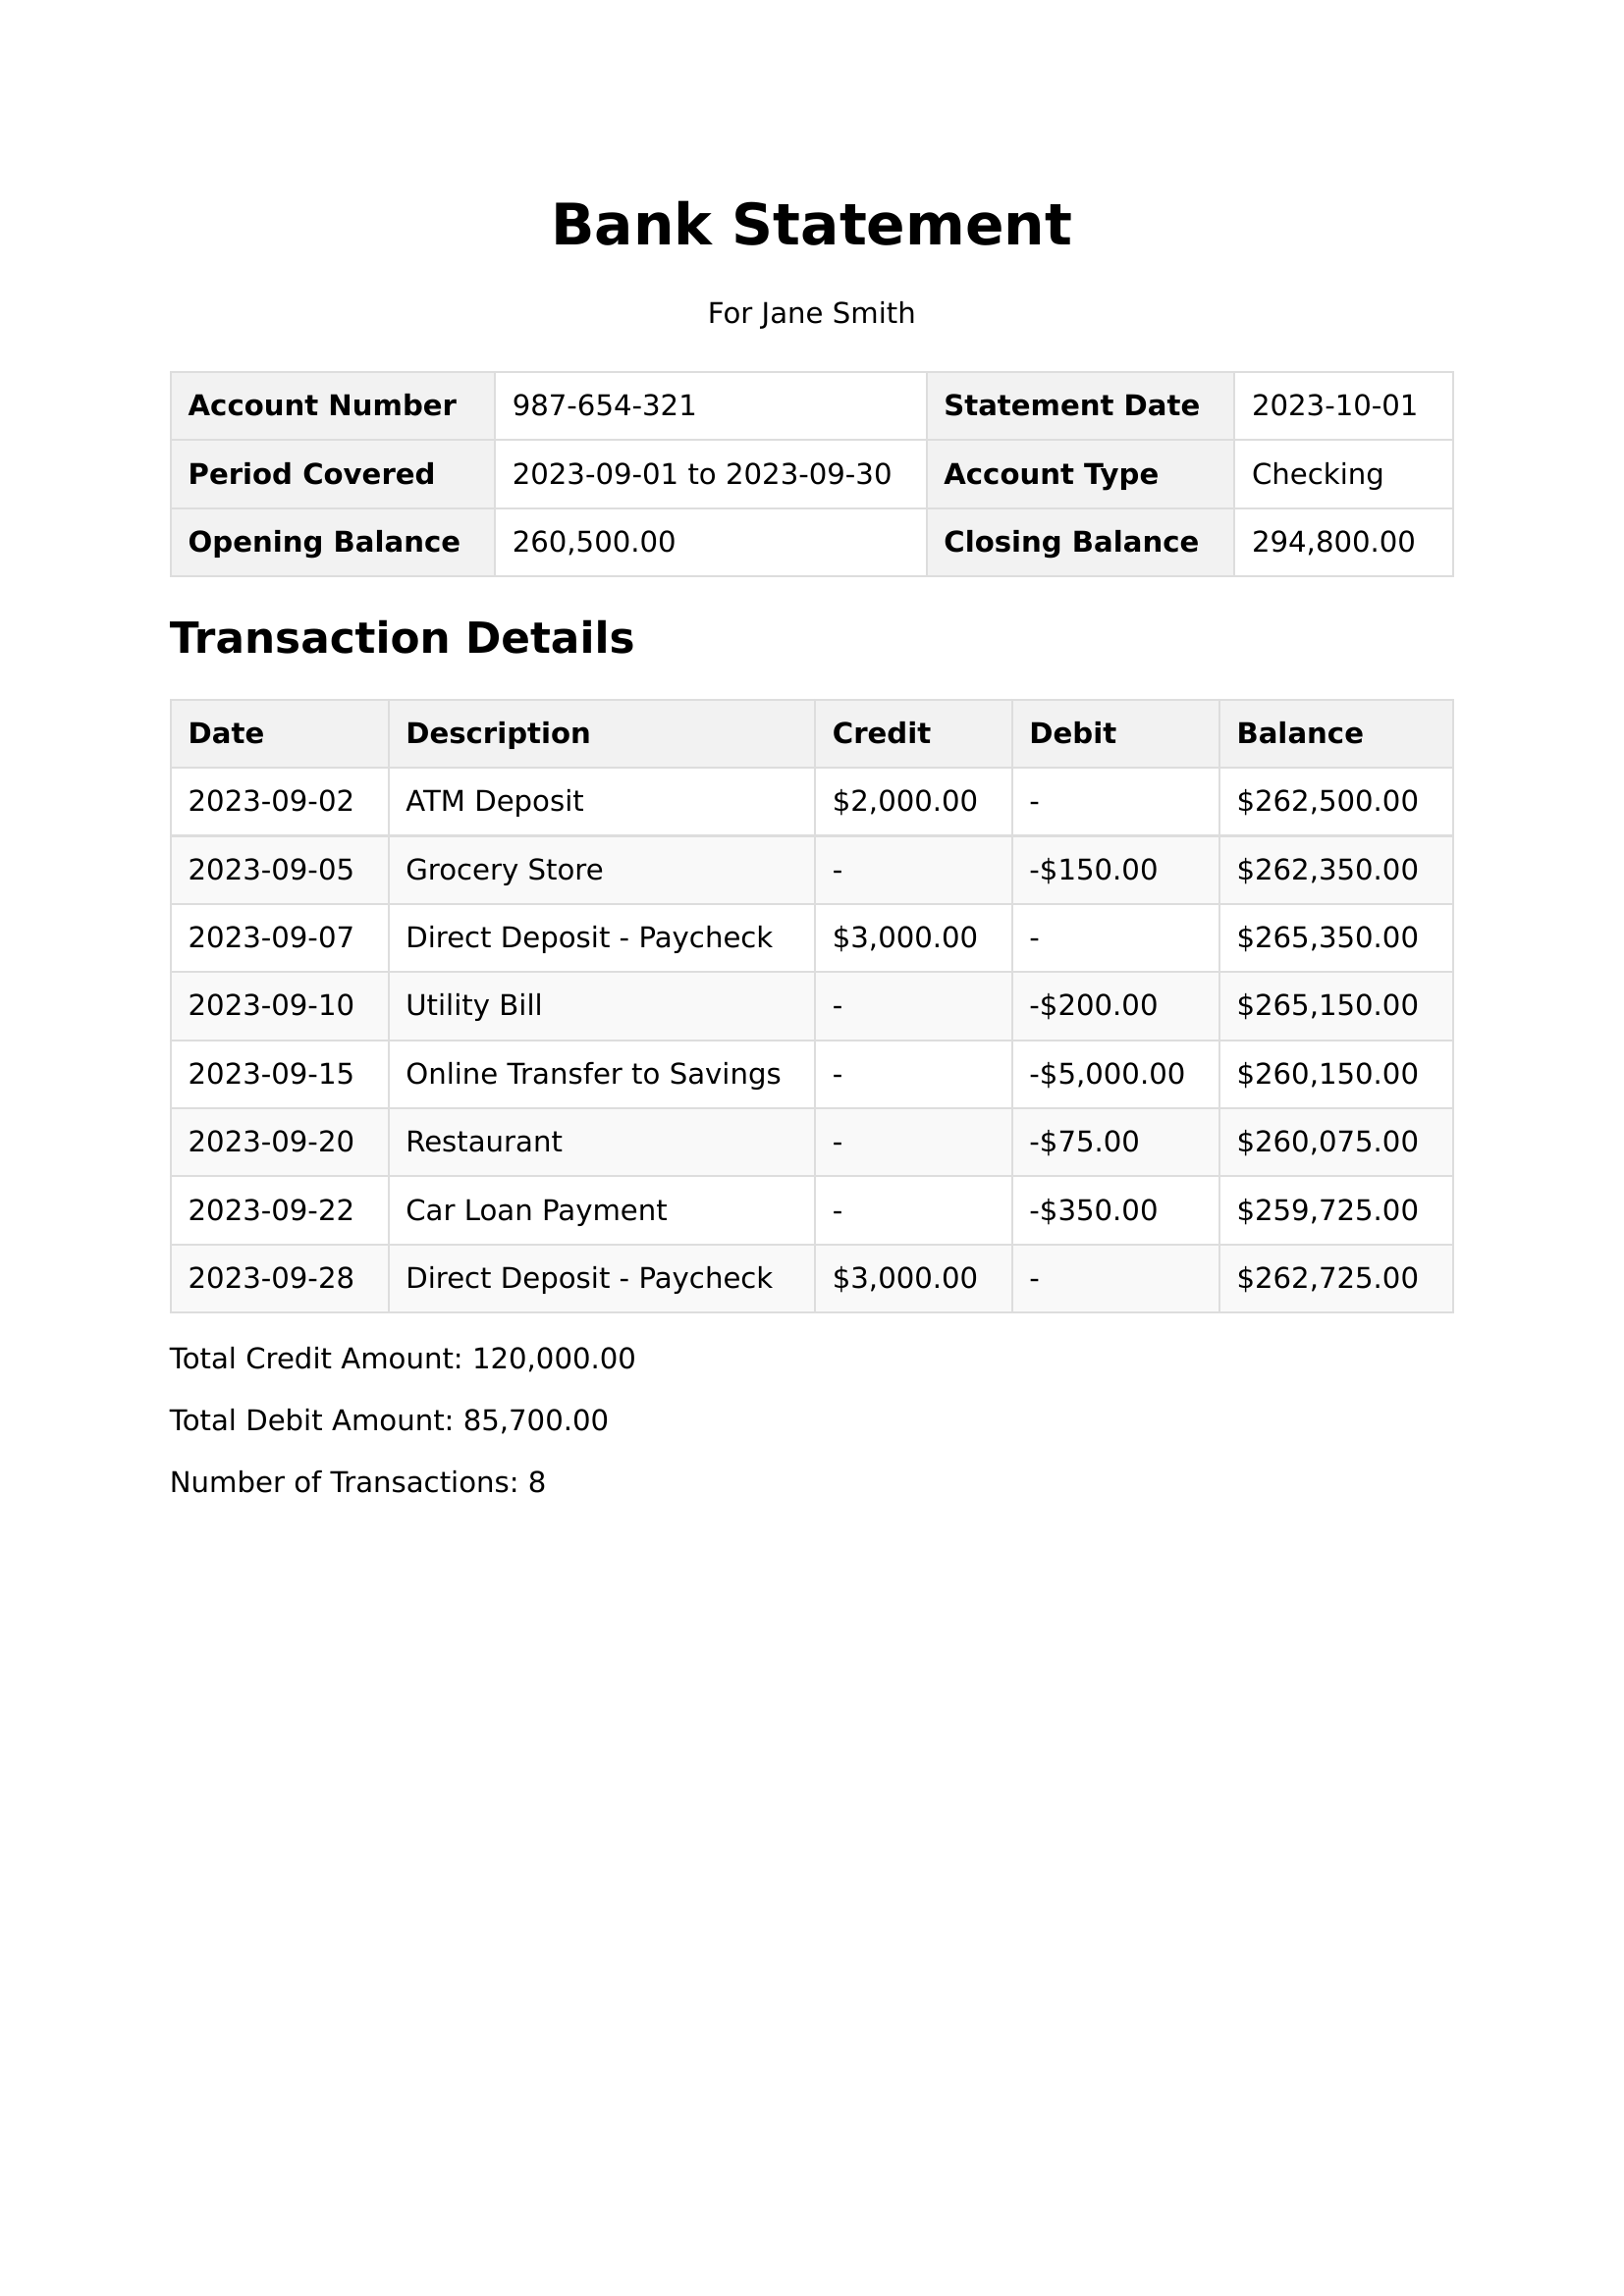 Bank Statement
For Jane Smith
Account Number 987-654-321 Statement Date 2023-10-01
Period Covered 2023-09-01 to 2023-09-30 Account Type Checking
Opening Balance 260,500.00 Closing Balance 294,800.00
Transaction Details
Date Description Credit Debit Balance
2023-09-02 ATM Deposit $2,000.00 - $262,500.00
2023-09-05 Grocery Store - -$150.00 $262,350.00
2023-09-07 Direct Deposit - Paycheck $3,000.00 - $265,350.00
2023-09-10 Utility Bill - -$200.00 $265,150.00
2023-09-15 Online Transfer to Savings - -$5,000.00 $260,150.00
2023-09-20 Restaurant - -$75.00 $260,075.00
2023-09-22 Car Loan Payment - -$350.00 $259,725.00
2023-09-28 Direct Deposit - Paycheck $3,000.00 - $262,725.00
Total Credit Amount: 120,000.00
Total Debit Amount: 85,700.00
Number of Transactions: 8